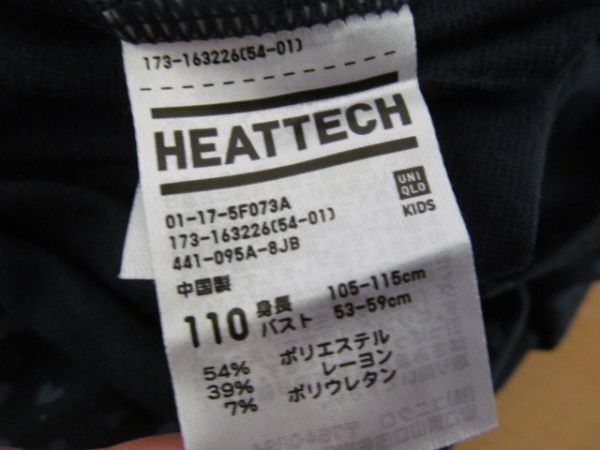 173-163226(54-01)
HEATTECH
UNI
QLO
KIDS
01-17-5F073A
173-163226(54-01)
441-095A-8JB
中国製
110 身長 105-115cm
バスト 53-59cm
54% ポリエステル
39% レーヨン
7% ポリウレタン